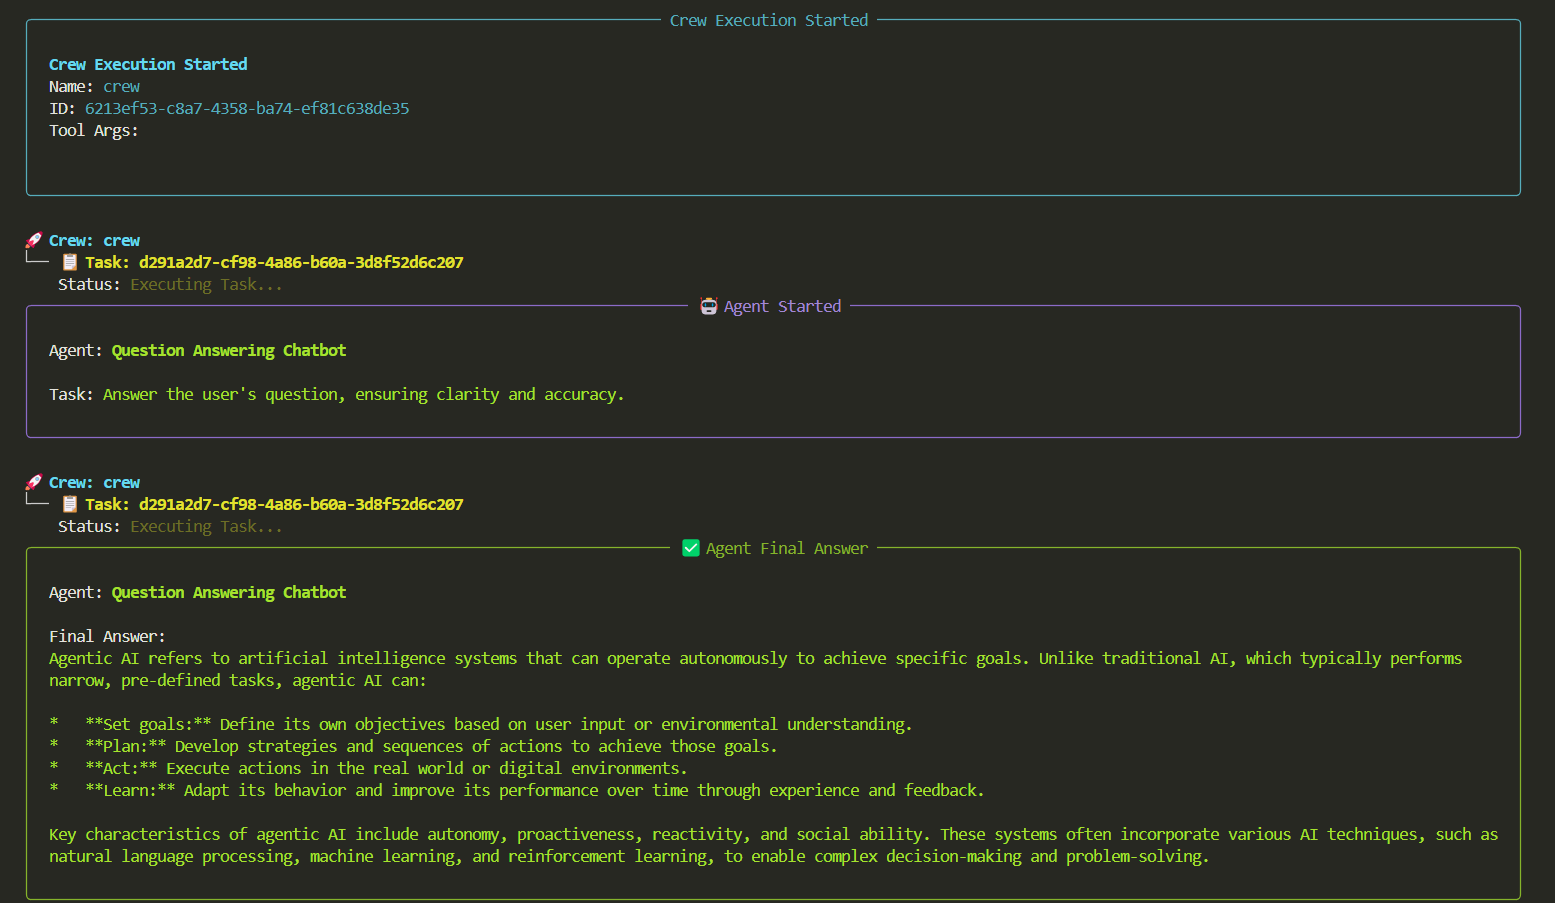 Crew Execution Started
Crew Execution Started
Name: crew
ID: 6213ef53-c8a7-4358-ba74-ef81c638de35
Tool Args:
Crew: crew
Task: d291a2d7-cf98-4a86-b60a-3d8f52d6c207
Status: Executing Task...
Agent Started
Agent: Question Answering Chatbot
Task: Answer the user's question, ensuring clarity and accuracy.
Crew: crew
Task: d291a2d7-cf98-4a86-b60a-3d8f52d6c207
Status: Executing Task...
Agent Final Answer
Agent: Question Answering Chatbot
Final Answer:
Agentic AI refers to artificial intelligence systems that can operate autonomously to achieve specific goals. Unlike traditional AI, which typically performs
narrow, pre-defined tasks, agentic AI can:
*   **Set goals:** Define its own objectives based on user input or environmental understanding.
*   **Plan:** Develop strategies and sequences of actions to achieve those goals.
*   **Act:** Execute actions in the real world or digital environments.
*   **Learn:** Adapt its behavior and improve its performance over time through experience and feedback.
Key characteristics of agentic AI include autonomy, proactiveness, reactivity, and social ability. These systems often incorporate various AI techniques, such as
natural language processing, machine learning, and reinforcement learning, to enable complex decision-making and problem-solving.